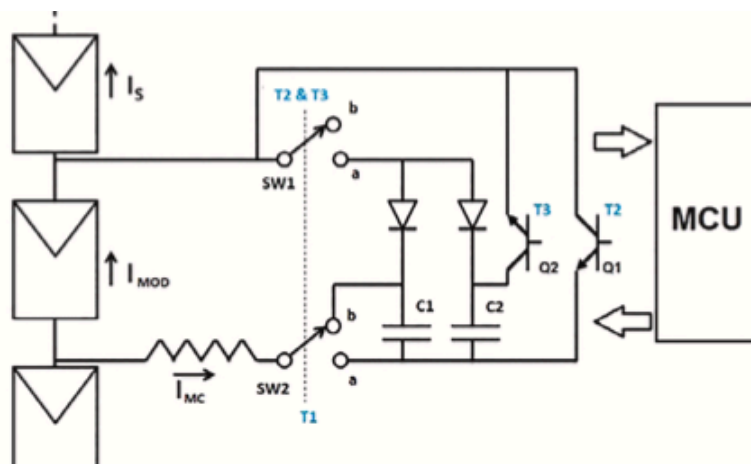 I_S
T2 & T3
b
SW1
a
T3
T2
MCU
I_MOD
Q2
Q1
b
C1
C2
I_MC
SW2
a
T1